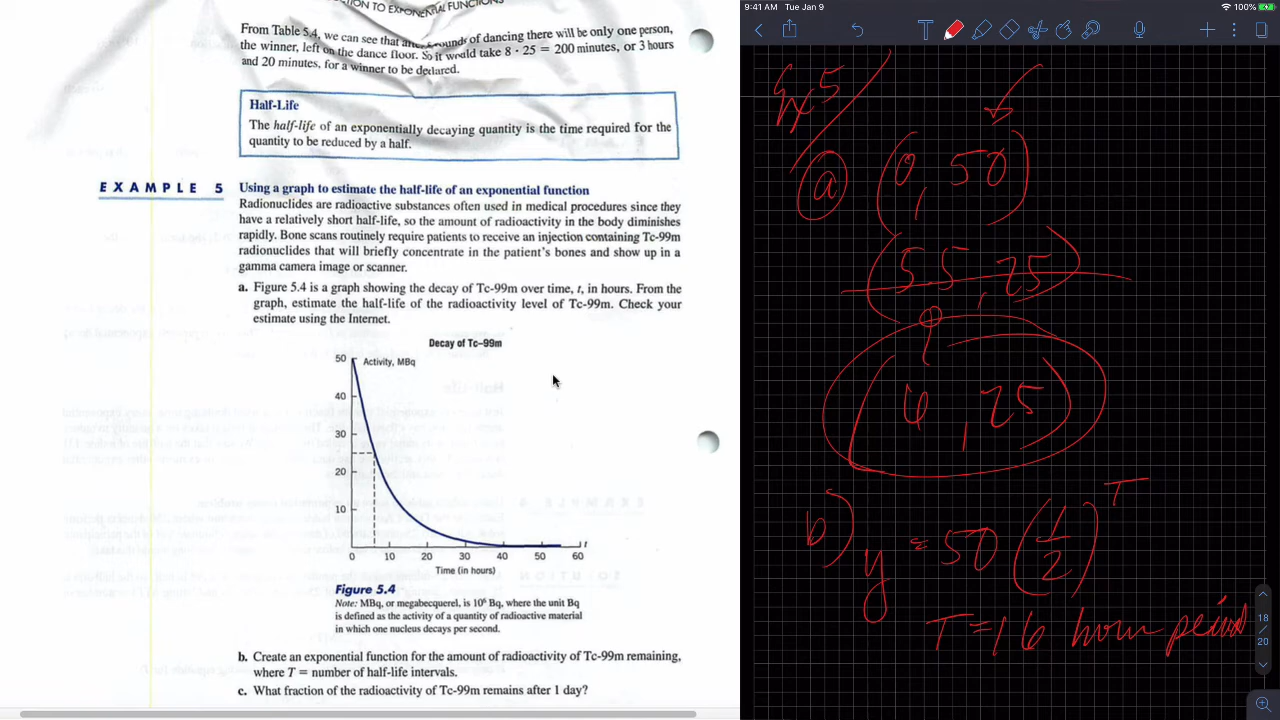 TION TO EXPONENTIAL FUNCTIONS
From Table 5.4, we can see that after rounds of dancing there will be only one person,
the winner, left on the dance floor. So it would take 8 · 25 = 200 minutes, or 3 hours
and 20 minutes, for a winner to be declared.
Half-Life
The half-life of an exponentially decaying quantity is the time required for the
quantity to be reduced by a half.
EXAMPLE 5
Using a graph to estimate the half-life of an exponential function
Radionuclides are radioactive substances often used in medical procedures since they
have a relatively short half-life, so the amount of radioactivity in the body diminishes
rapidly. Bone scans routinely require patients to receive an injection containing Tc-99m
radionuclides that will briefly concentrate in the patient's bones and show up in a
gamma camera image or scanner.
a. Figure 5.4 is a graph showing the decay of Tc-99m over time, t, in hours. From the
graph, estimate the half-life of the radioactivity level of Tc-99m. Check your
estimate using the Internet.
Decay of Tc–99m
50
Activity, MBq
40
30
20
10
0 10 20 30 40 50 60 t
Time (in hours)
Figure 5.4
Note: MBq, or megabecquerel, is 10⁶ Bq, where the unit Bq
is defined as the activity of a quantity of radioactive material
in which one nucleus decays per second.
b. Create an exponential function for the amount of radioactivity of Tc-99m remaining,
where T = number of half-life intervals.
c. What fraction of the radioactivity of Tc-99m remains after 1 day?
9:41 AM Tue Jan 9
100%
Ex 5
(a) (0, 50)
(5.5, 25)
(6, 25)
b) y = 50 (1/2)^T
T = 1 6 hour period
18
20